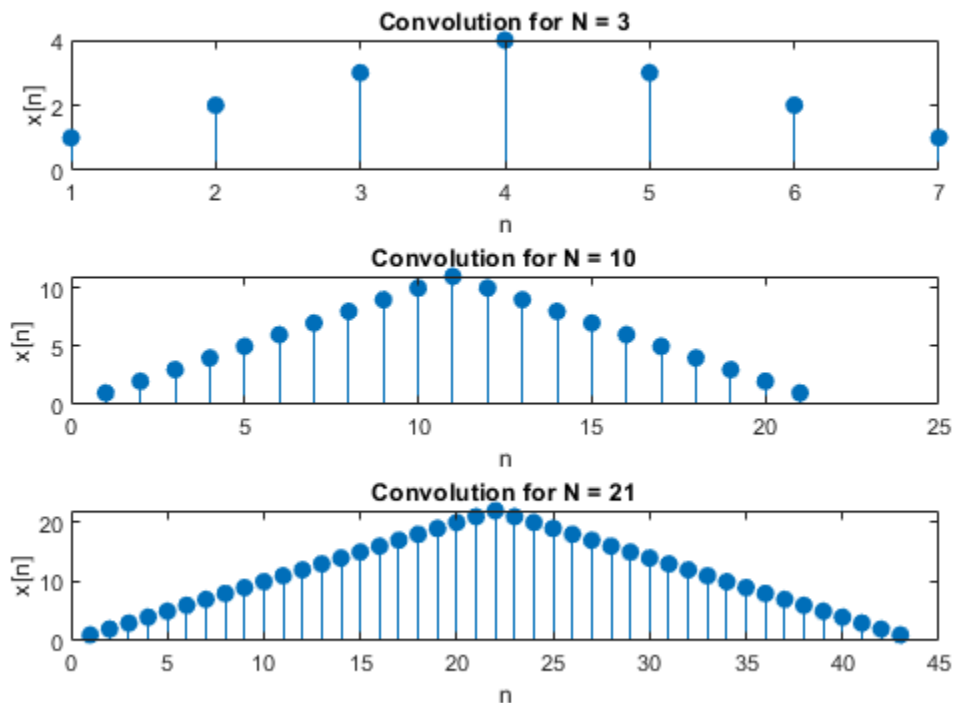 Convolution for N = 3
x[n]
4
2
0
1 2 3 4 5 6 7
n
Convolution for N = 10
x[n]
10
5
0
0 5 10 15 20 25
n
Convolution for N = 21
x[n]
20
10
0
0 5 10 15 20 25 30 35 40 45
n